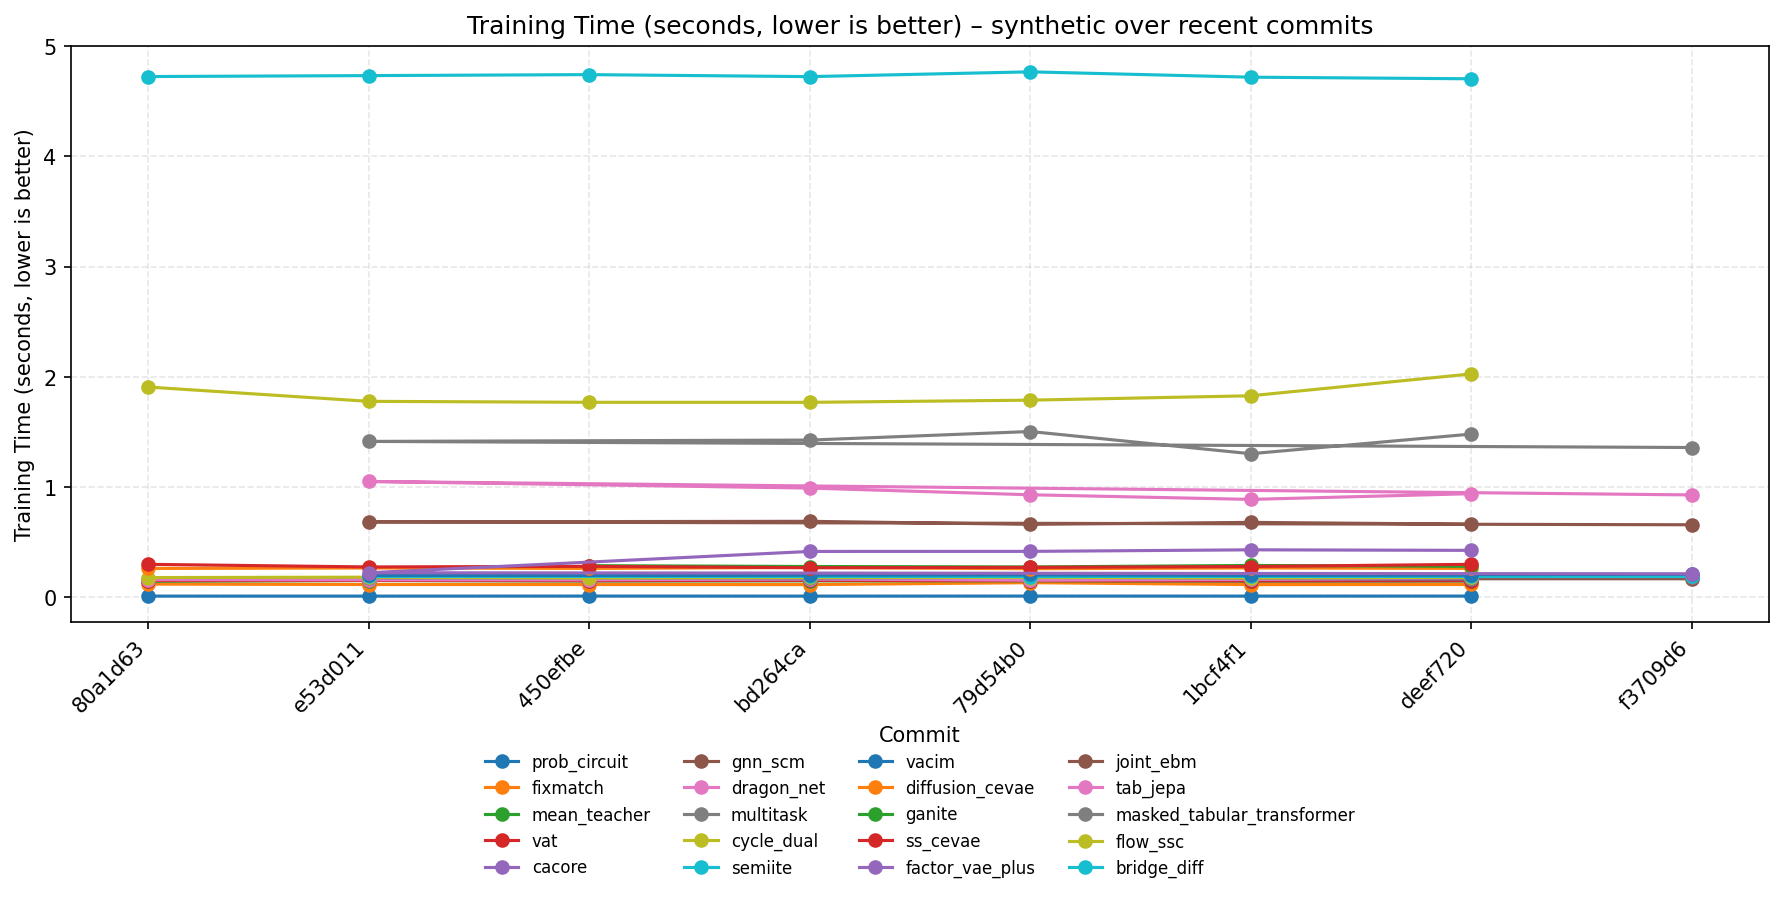 Training Time (seconds, lower is better) – synthetic over recent commits
Training Time (seconds, lower is better)
5
4
3
2
1
0
80a1d63
e53d011
450efbe
bd264ca
79d54b0
1bcf4f1
deef720
f3709d6
Commit
prob_circuit
fixmatch
mean_teacher
vat
cacore
gnn_scm
dragon_net
multitask
cycle_dual
semiite
vacim
diffusion_cevae
ganite
ss_cevae
factor_vae_plus
joint_ebm
tab_jepa
masked_tabular_transformer
flow_ssc
bridge_diff